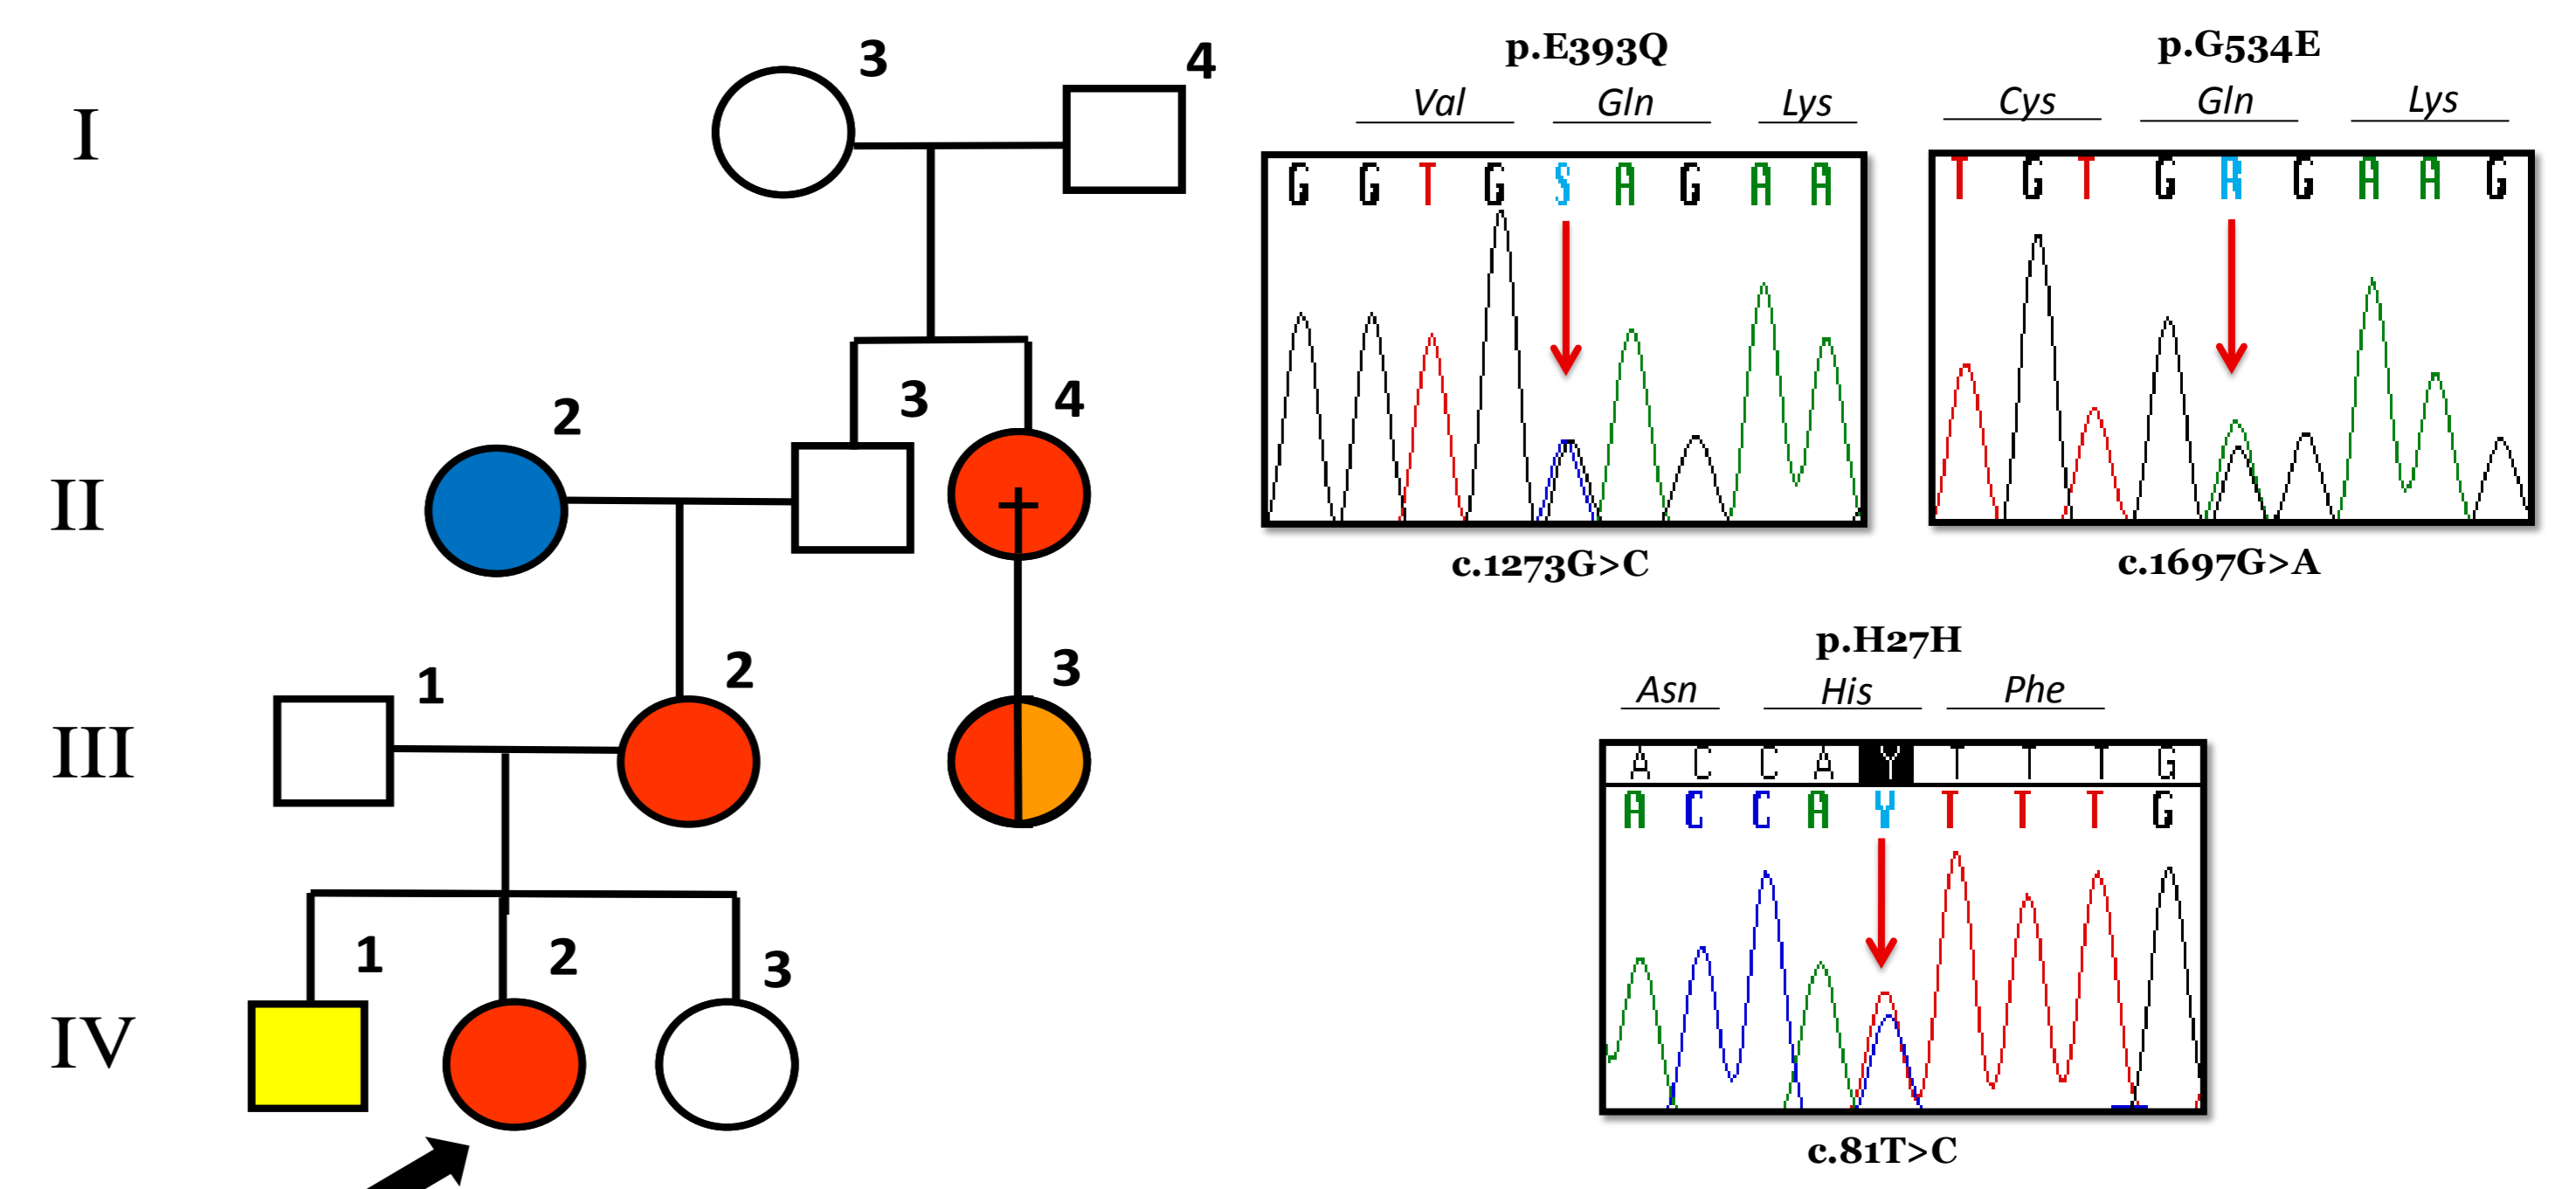 I
3 4
II
2 3 4
III
1 2 3
IV
1 2 3
p.E393Q
Val Gln Lys
G G T G S A G A A
c.1273G>C
p.G534E
Cys Gln Lys
T G T G R G A A G
c.1697G>A
p.H27H
Asn His Phe
A C C A Y T T T G
A C C A Y T T T G
c.81T>C